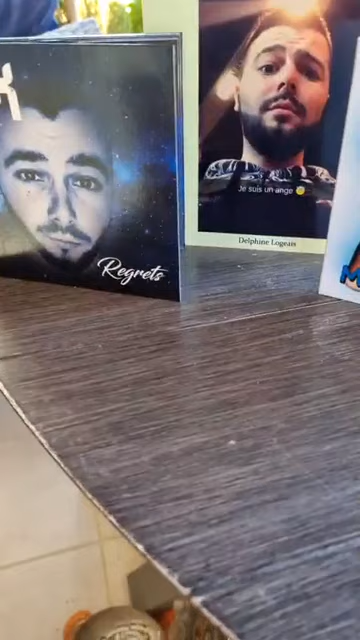 X
Regrets
Je suis un ange 😇
Delphine Logeais
M